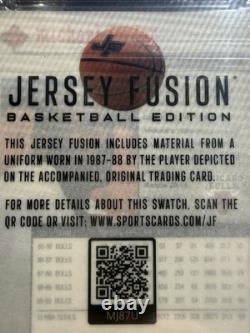 JF
JERSEY FUSION
BASKETBALL EDITION
THIS JERSEY FUSION INCLUDES MATERIAL FROM A
UNIFORM WORN IN 1987-88 BY THE PLAYER DEPICTED
ON THE ACCOMPANIED, ORIGINAL TRADING CARD.
FOR MORE DETAILS ABOUT THIS SWATCH, SCAN THE
QR CODE OR VISIT: WWW.SPORTSCARDS.COM/JF
MJ87U